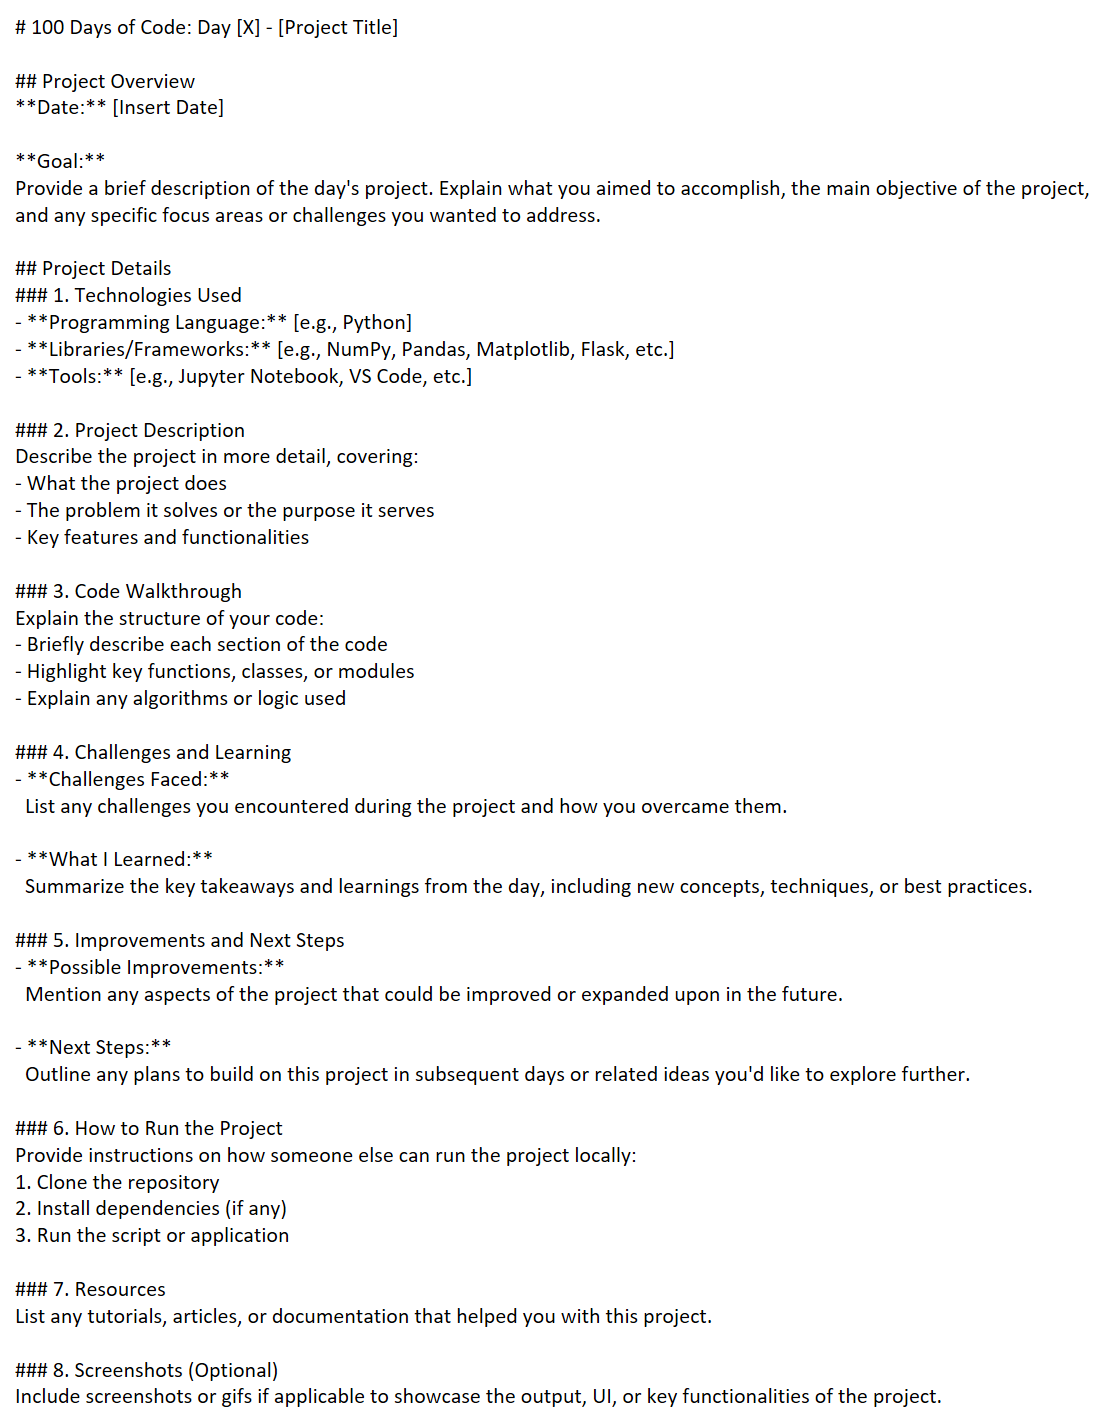 # 100 Days of Code: Day [X] - [Project Title]
## Project Overview
**Date:** [Insert Date]
**Goal:**
Provide a brief description of the day's project. Explain what you aimed to accomplish, the main objective of the project,
and any specific focus areas or challenges you wanted to address.
## Project Details
### 1. Technologies Used
- **Programming Language:** [e.g., Python]
- **Libraries/Frameworks:** [e.g., NumPy, Pandas, Matplotlib, Flask, etc.]
- **Tools:** [e.g., Jupyter Notebook, VS Code, etc.]
### 2. Project Description
Describe the project in more detail, covering:
- What the project does
- The problem it solves or the purpose it serves
- Key features and functionalities
### 3. Code Walkthrough
Explain the structure of your code:
- Briefly describe each section of the code
- Highlight key functions, classes, or modules
- Explain any algorithms or logic used
### 4. Challenges and Learning
- **Challenges Faced:**
List any challenges you encountered during the project and how you overcame them.
- **What I Learned:**
Summarize the key takeaways and learnings from the day, including new concepts, techniques, or best practices.
### 5. Improvements and Next Steps
- **Possible Improvements:**
Mention any aspects of the project that could be improved or expanded upon in the future.
- **Next Steps:**
Outline any plans to build on this project in subsequent days or related ideas you'd like to explore further.
### 6. How to Run the Project
Provide instructions on how someone else can run the project locally:
1. Clone the repository
2. Install dependencies (if any)
3. Run the script or application
### 7. Resources
List any tutorials, articles, or documentation that helped you with this project.
### 8. Screenshots (Optional)
Include screenshots or gifs if applicable to showcase the output, UI, or key functionalities of the project.